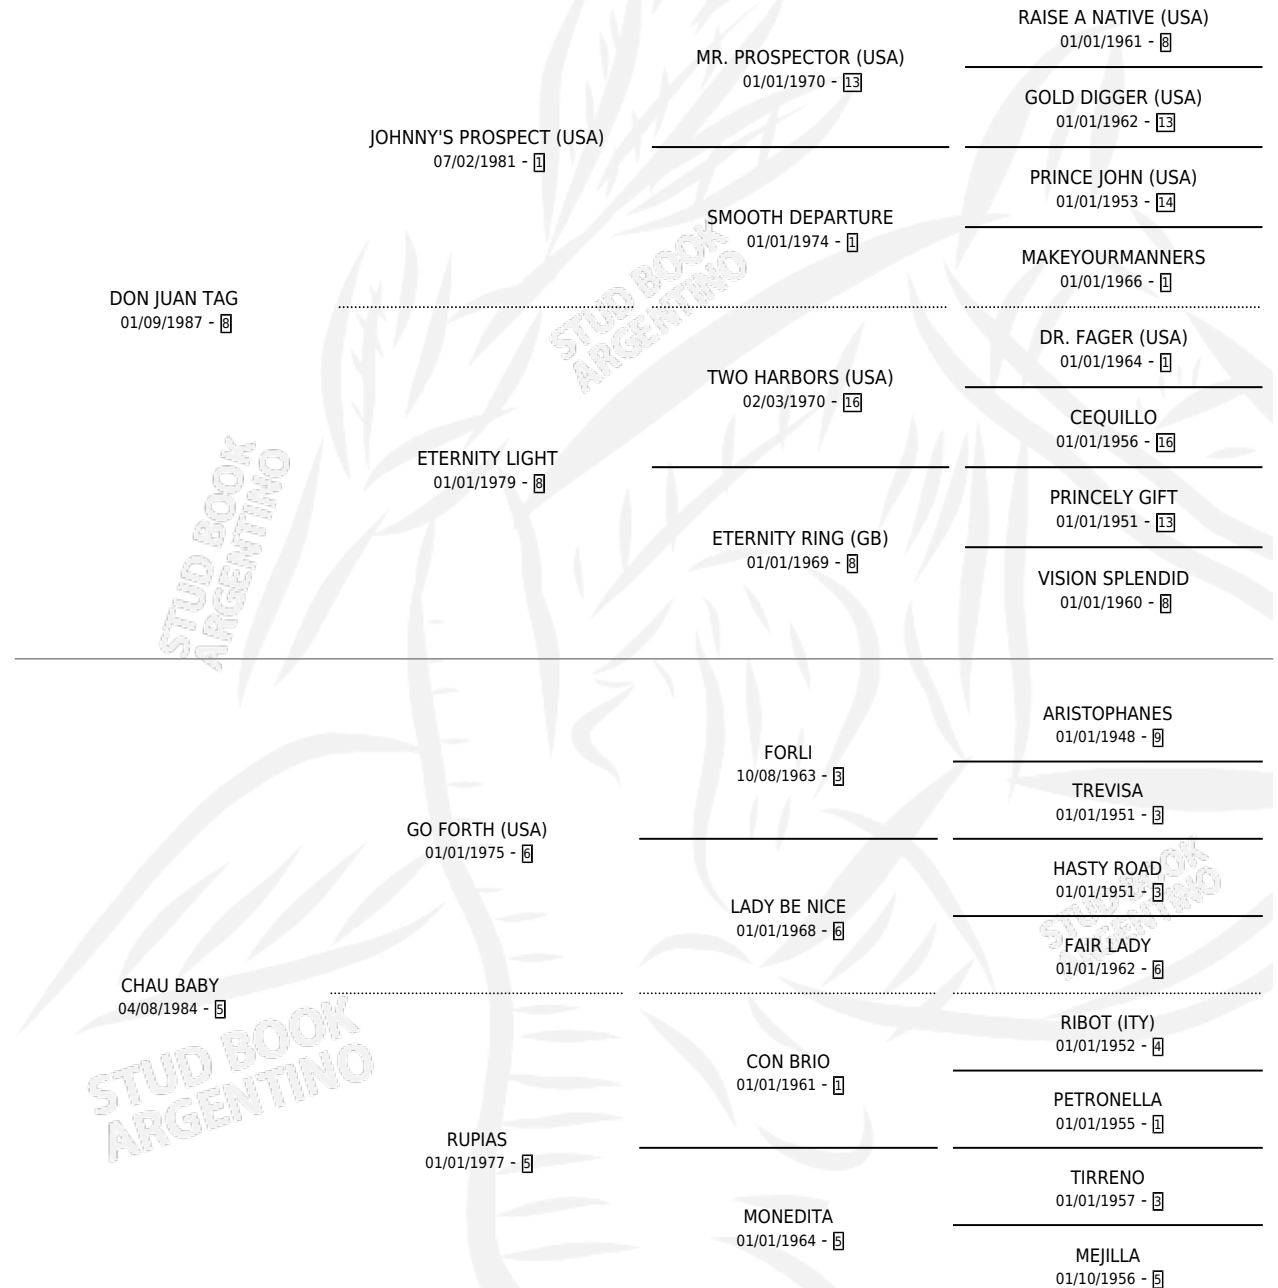 RAISE A NATIVE (USA)
01/01/1961 - 8
MR. PROSPECTOR (USA)
01/01/1970 - 13
GOLD DIGGER (USA)
01/01/1962 - 13
JOHNNY'S PROSPECT (USA)
07/02/1981 - 1
PRINCE JOHN (USA)
01/01/1953 - 14
SMOOTH DEPARTURE
01/01/1974 - 1
MAKEYOURMANNERS
01/01/1966 - 1
STUD BOOK
ARGENTINO
DON JUAN TAG
01/09/1987 - 8
DR. FAGER (USA)
01/01/1964 - 1
TWO HARBORS (USA)
02/03/1970 - 16
CEQUILLO
01/01/1956 - 16
ETERNITY LIGHT
01/01/1979 - 8
PRINCELY GIFT
01/01/1951 - 13
ETERNITY RING (GB)
01/01/1969 - 8
VISION SPLENDID
01/01/1960 - 8
STUD BOOK
ARGENTINO
ARISTOPHANES
01/01/1948 - 9
FORLI
10/08/1963 - 3
TREVISA
01/01/1951 - 3
GO FORTH (USA)
01/01/1975 - 6
HASTY ROAD
01/01/1951 - 3
LADY BE NICE
01/01/1968 - 6
FAIR LADY
01/01/1962 - 6
STUD BOOK
ARGENTINO
CHAU BABY
04/08/1984 - 5
RIBOT (ITY)
01/01/1952 - 4
CON BRIO
01/01/1961 - 1
PETRONELLA
01/01/1955 - 1
STUD BOOK
ARGENTINO
RUPIAS
01/01/1977 - 5
TIRRENO
01/01/1957 - 3
MONEDITA
01/01/1964 - 5
MEJILLA
01/10/1956 - 5